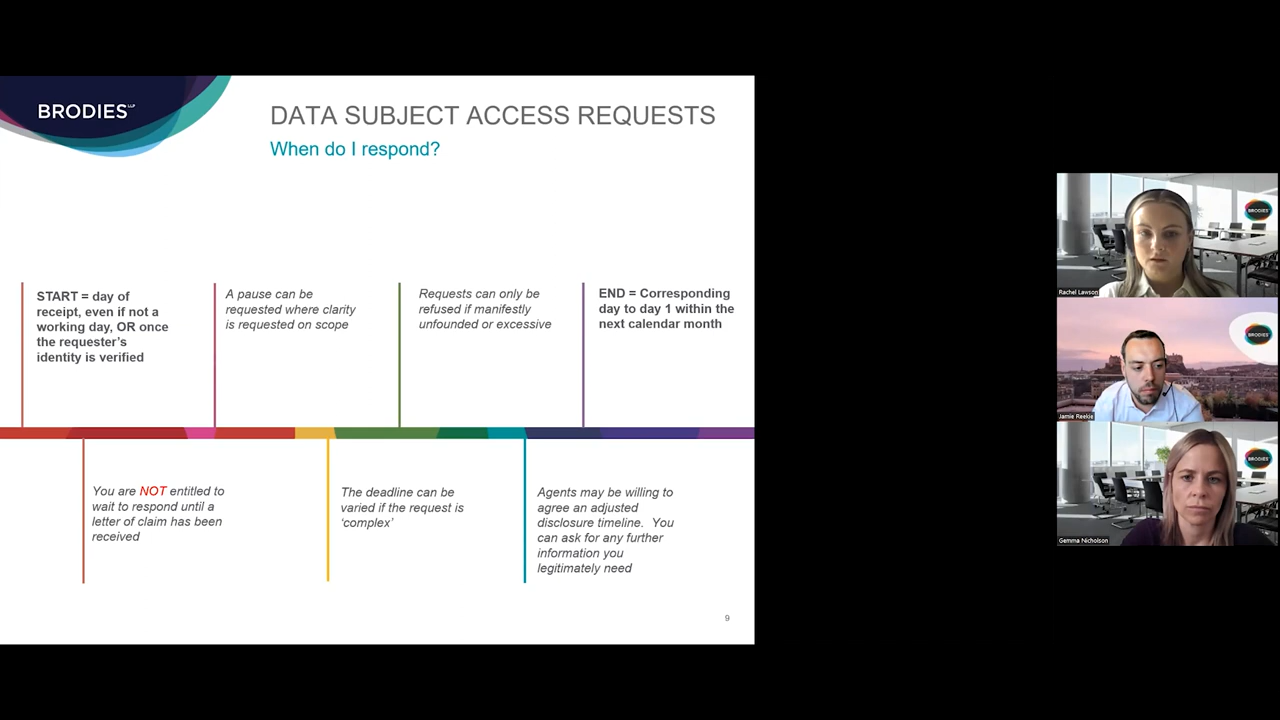 BRODIES LLP
DATA SUBJECT ACCESS REQUESTS
When do I respond?
START = day of
receipt, even if not a
working day, OR once
the requester's
identity is verified
A pause can be
requested where clarity
is requested on scope
Requests can only be
refused if manifestly
unfounded or excessive
END = Corresponding
day to day 1 within the
next calendar month
You are NOT entitled to
wait to respond until a
letter of claim has been
received
The deadline can be
varied if the request is
‘complex’
Agents may be willing to
agree an adjusted
disclosure timeline.  You
can ask for any further
information you
legitimately need
9
BRODIES
Rachel Lawson
BRODIES
Jamie Reekie
BRODIES
Gemma Nicholson